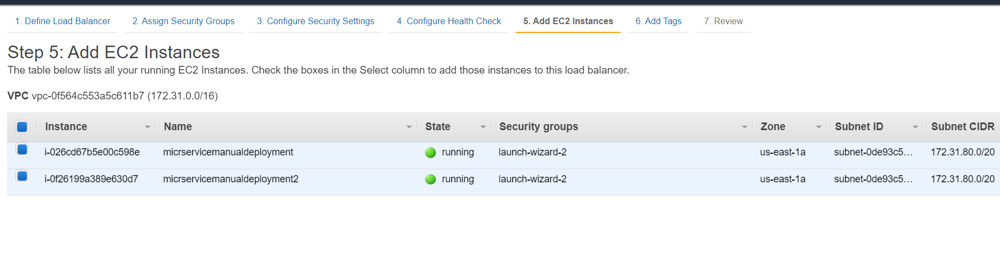 1. Define Load Balancer 2. Assign Security Groups 3. Configure Security Settings 4. Configure Health Check 5. Add EC2 Instances 6. Add Tags 7. Review
Step 5: Add EC2 Instances
The table below lists all your running EC2 Instances. Check the boxes in the Select column to add those instances to this load balancer.
VPC vpc-0f564c553a5c611b7 (172.31.0.0/16)
Instance Name State Security groups Zone Subnet ID Subnet CIDR
i-026cd67b5e00c598e micrservicemanualdeployment running launch-wizard-2 us-east-1a subnet-0de93c5... 172.31.80.0/20
i-0f26199a389e630d7 micrservicemanualdeployment2 running launch-wizard-2 us-east-1a subnet-0de93c5... 172.31.80.0/20